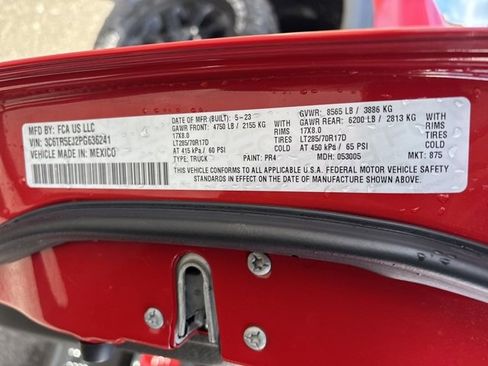 MFD BY: FCA US LLC
VIN: 3C6TR5EJ2PG636241
VEHICLE MADE IN: MEXICO
DATE OF MFR(BUILT): 5-23
GAWR FRONT: 4750 LB / 2155 KG WITH
17X8.0 RIMS
LT285/70R17D TIRES
AT 415 kPa/ 60 PSI COLD
TYPE: TRUCK PAINT: PR4
GVWR: 8565 LB / 3886 KG
GAWR REAR: 6200 LB / 2813 KG WITH
17X8.0 RIMS
LT285/70R17D TIRES
AT 450 kPa/ 65 PSI COLD
MDH: 053005 MKT: 875
THIS VEHICLE CONFORMS TO ALL APPLICABLE U.S.A. FEDERAL MOTOR VEHICLE SAFETY
STANDARDS IN EFFECT ON THE DATE OF MANUFACTURE SHOWN ABOVE.